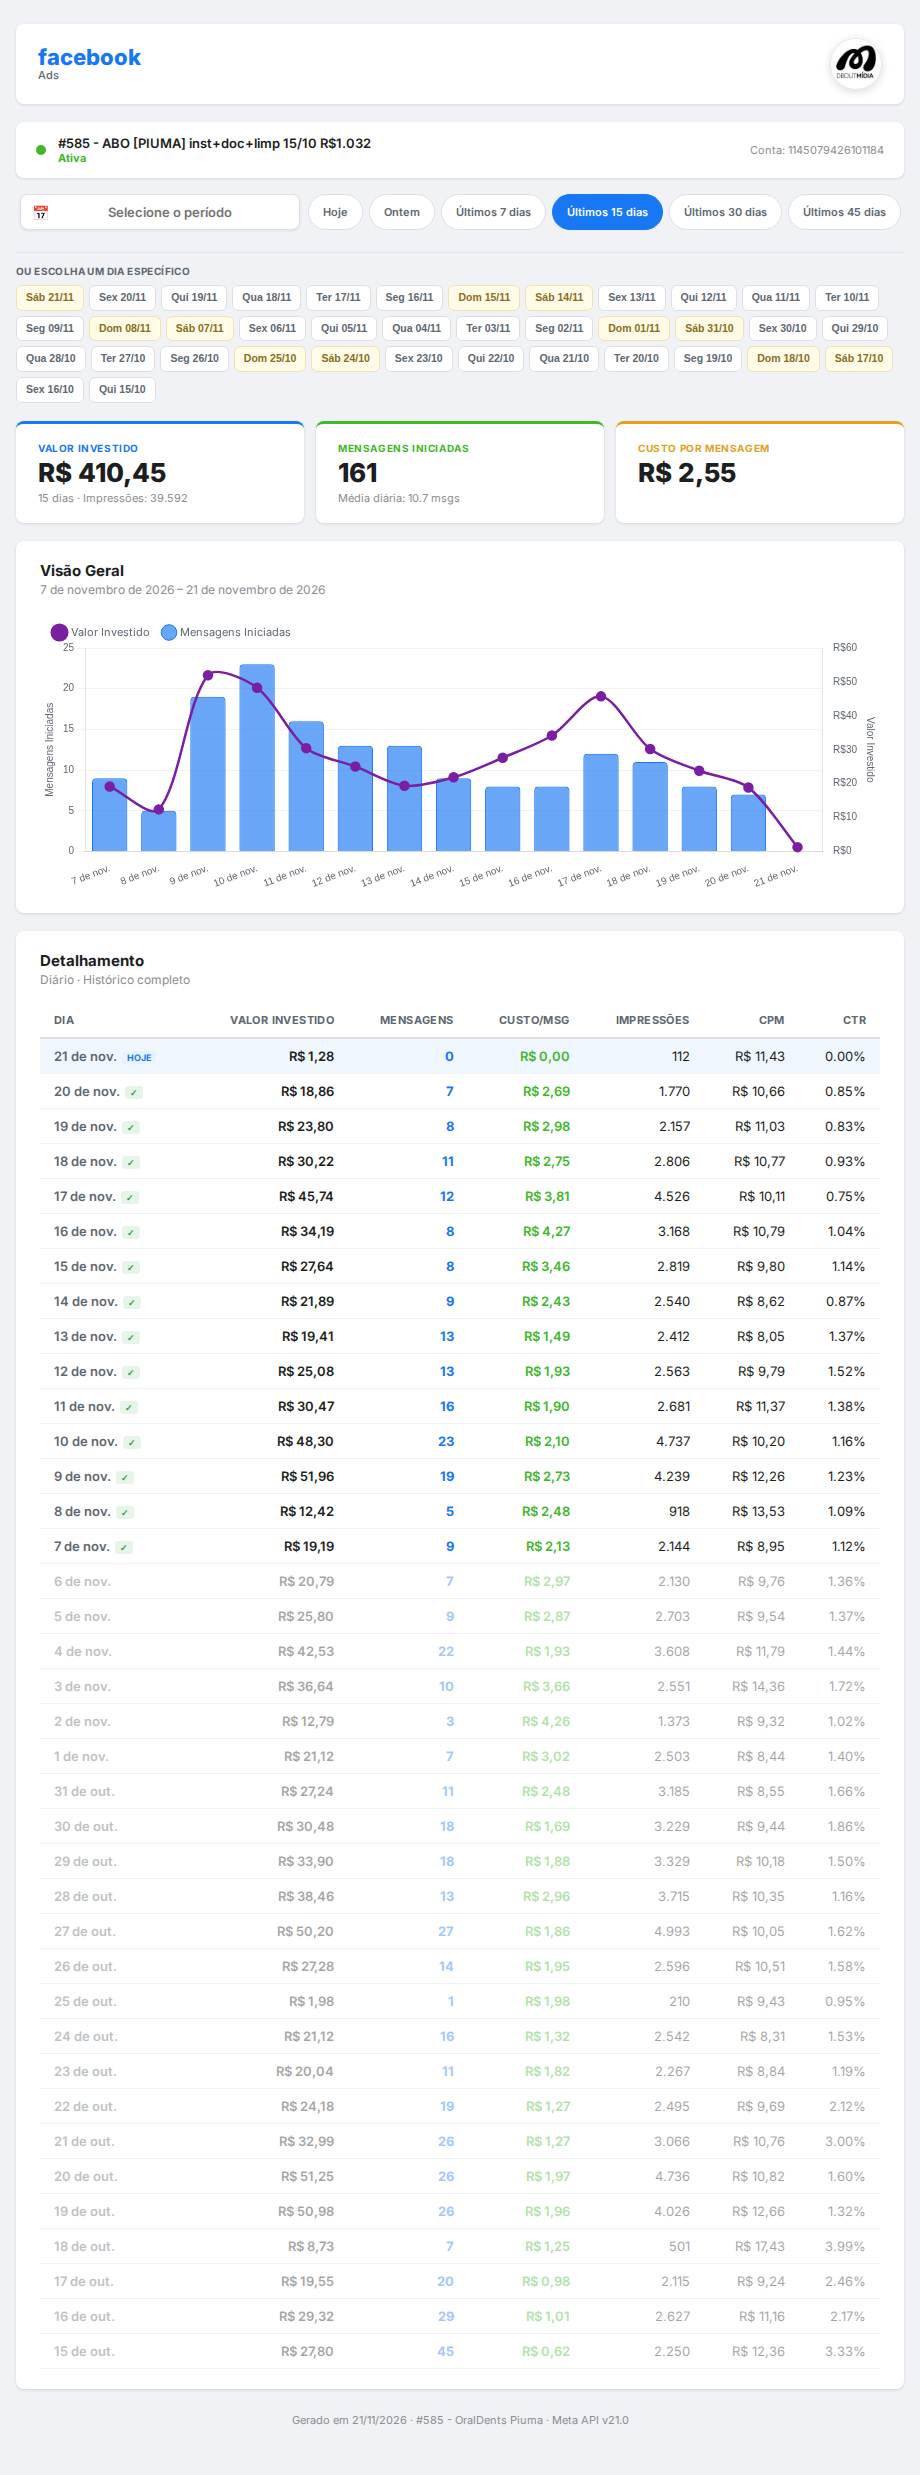 facebook
Ads
DBOUTMÍDIA
#585 - ABO [PIUMA] inst+doc+limp 15/10 R$1.032
Ativa
Conta: 1145079426101184
📅 Selecione o período Hoje Ontem Últimos 7 dias Últimos 15 dias Últimos 30 dias Últimos 45 dias
OU ESCOLHA UM DIA ESPECÍFICO
Sáb 21/11 Sex 20/11 Qui 19/11 Qua 18/11 Ter 17/11 Seg 16/11 Dom 15/11 Sáb 14/11 Sex 13/11 Qui 12/11 Qua 11/11 Ter 10/11
Seg 09/11 Dom 08/11 Sáb 07/11 Sex 06/11 Qui 05/11 Qua 04/11 Ter 03/11 Seg 02/11 Dom 01/11 Sáb 31/10 Sex 30/10 Qui 29/10
Qua 28/10 Ter 27/10 Seg 26/10 Dom 25/10 Sáb 24/10 Sex 23/10 Qui 22/10 Qua 21/10 Ter 20/10 Seg 19/10 Dom 18/10 Sáb 17/10
Sex 16/10 Qui 15/10
VALOR INVESTIDO
R$ 410,45
15 dias · Impressões: 39.592
MENSAGENS INICIADAS
161
Média diária: 10.7 msgs
CUSTO POR MENSAGEM
R$ 2,55
Visão Geral
7 de novembro de 2026 – 21 de novembro de 2026
Valor Investido Mensagens Iniciadas
Mensagens Iniciadas
25
20
15
10
5
0
R$60
R$50
R$40
R$30
R$20
R$10
R$0
Valor Investido
7 de nov. 8 de nov. 9 de nov. 10 de nov. 11 de nov. 12 de nov. 13 de nov. 14 de nov. 15 de nov. 16 de nov. 17 de nov. 18 de nov. 19 de nov. 20 de nov. 21 de nov.
Detalhamento
Diário · Histórico completo
DIA VALOR INVESTIDO MENSAGENS CUSTO/MSG IMPRESSÕES CPM CTR
21 de nov. HOJE R$ 1,28 0 R$ 0,00 112 R$ 11,43 0.00%
20 de nov. ✓ R$ 18,86 7 R$ 2,69 1.770 R$ 10,66 0.85%
19 de nov. ✓ R$ 23,80 8 R$ 2,98 2.157 R$ 11,03 0.83%
18 de nov. ✓ R$ 30,22 11 R$ 2,75 2.806 R$ 10,77 0.93%
17 de nov. ✓ R$ 45,74 12 R$ 3,81 4.526 R$ 10,11 0.75%
16 de nov. ✓ R$ 34,19 8 R$ 4,27 3.168 R$ 10,79 1.04%
15 de nov. ✓ R$ 27,64 8 R$ 3,46 2.819 R$ 9,80 1.14%
14 de nov. ✓ R$ 21,89 9 R$ 2,43 2.540 R$ 8,62 0.87%
13 de nov. ✓ R$ 19,41 13 R$ 1,49 2.412 R$ 8,05 1.37%
12 de nov. ✓ R$ 25,08 13 R$ 1,93 2.563 R$ 9,79 1.52%
11 de nov. ✓ R$ 30,47 16 R$ 1,90 2.681 R$ 11,37 1.38%
10 de nov. ✓ R$ 48,30 23 R$ 2,10 4.737 R$ 10,20 1.16%
9 de nov. ✓ R$ 51,96 19 R$ 2,73 4.239 R$ 12,26 1.23%
8 de nov. ✓ R$ 12,42 5 R$ 2,48 918 R$ 13,53 1.09%
7 de nov. ✓ R$ 19,19 9 R$ 2,13 2.144 R$ 8,95 1.12%
6 de nov. R$ 20,79 7 R$ 2,97 2.130 R$ 9,76 1.36%
5 de nov. R$ 25,80 9 R$ 2,87 2.703 R$ 9,54 1.37%
4 de nov. R$ 42,53 22 R$ 1,93 3.608 R$ 11,79 1.44%
3 de nov. R$ 36,64 10 R$ 3,66 2.551 R$ 14,36 1.72%
2 de nov. R$ 12,79 3 R$ 4,26 1.373 R$ 9,32 1.02%
1 de nov. R$ 21,12 7 R$ 3,02 2.503 R$ 8,44 1.40%
31 de out. R$ 27,24 11 R$ 2,48 3.185 R$ 8,55 1.66%
30 de out. R$ 30,48 18 R$ 1,69 3.229 R$ 9,44 1.86%
29 de out. R$ 33,90 18 R$ 1,88 3.329 R$ 10,18 1.50%
28 de out. R$ 38,46 13 R$ 2,96 3.715 R$ 10,35 1.16%
27 de out. R$ 50,20 27 R$ 1,86 4.993 R$ 10,05 1.62%
26 de out. R$ 27,28 14 R$ 1,95 2.596 R$ 10,51 1.58%
25 de out. R$ 1,98 1 R$ 1,98 210 R$ 9,43 0.95%
24 de out. R$ 21,12 16 R$ 1,32 2.542 R$ 8,31 1.53%
23 de out. R$ 20,04 11 R$ 1,82 2.267 R$ 8,84 1.19%
22 de out. R$ 24,18 19 R$ 1,27 2.495 R$ 9,69 2.12%
21 de out. R$ 32,99 26 R$ 1,27 3.066 R$ 10,76 3.00%
20 de out. R$ 51,25 26 R$ 1,97 4.736 R$ 10,82 1.60%
19 de out. R$ 50,98 26 R$ 1,96 4.026 R$ 12,66 1.32%
18 de out. R$ 8,73 7 R$ 1,25 501 R$ 17,43 3.99%
17 de out. R$ 19,55 20 R$ 0,98 2.115 R$ 9,24 2.46%
16 de out. R$ 29,32 29 R$ 1,01 2.627 R$ 11,16 2.17%
15 de out. R$ 27,80 45 R$ 0,62 2.250 R$ 12,36 3.33%
Gerado em 21/11/2026 · #585 - OralDents Piuma · Meta API v21.0